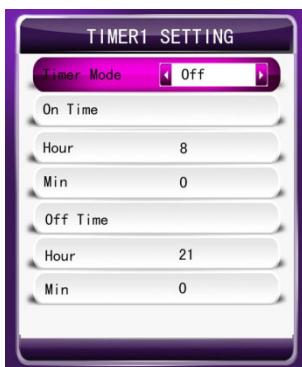 TIMER1 SETTING
Timer Mode Off
On Time
Hour 8
Min 0
Off Time
Hour 21
Min 0